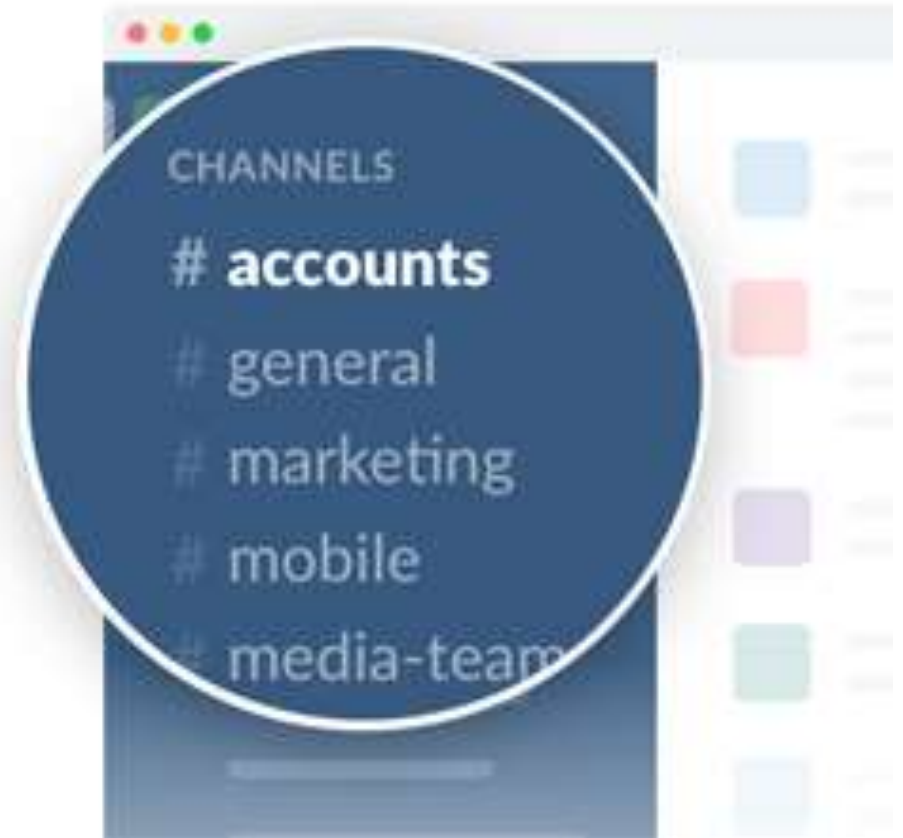 CHANNELS
# accounts
# general
# marketing
# mobile
# media-team